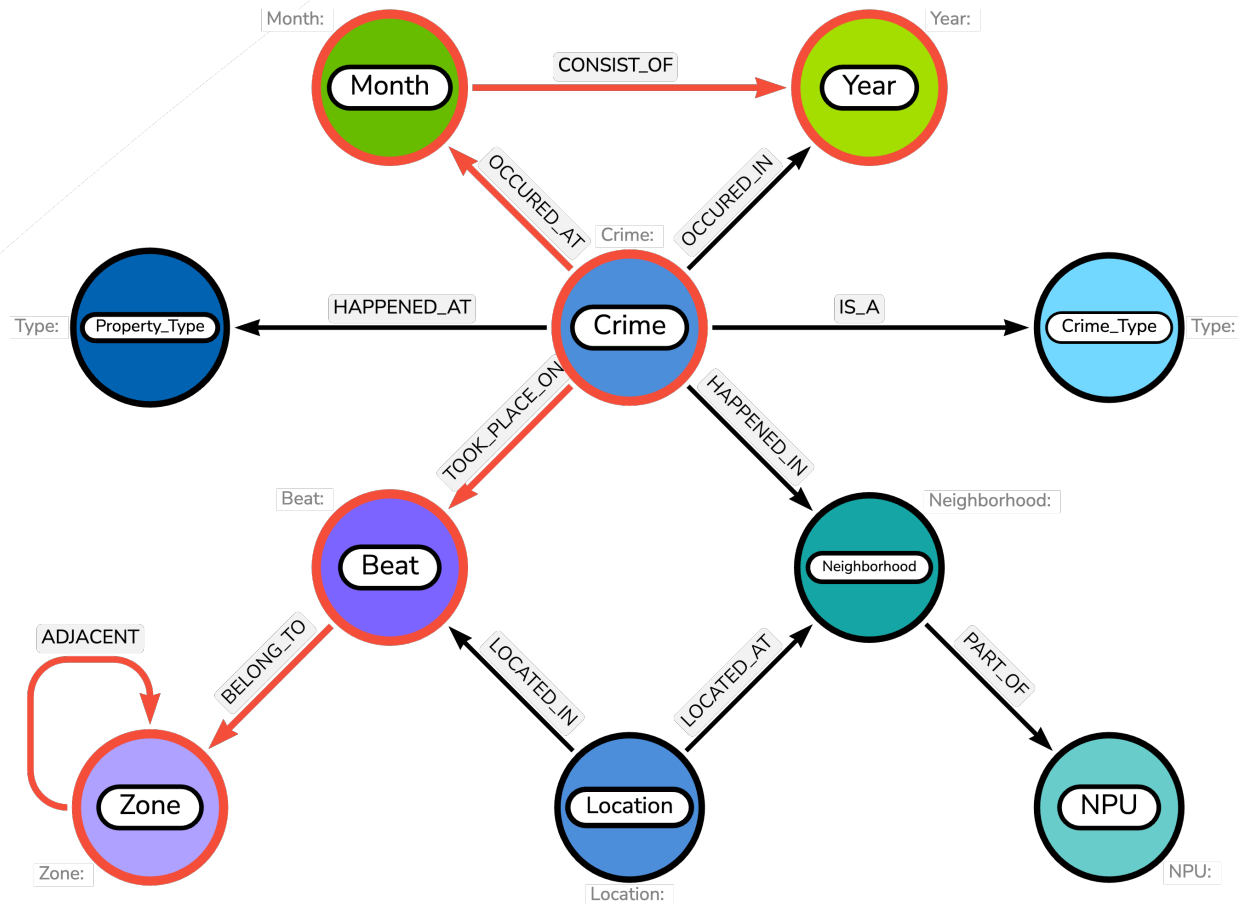 Month:
Year:
CONSIST_OF
Month
Year
OCCURED_AT
OCCURED_IN
Crime:
HAPPENED_AT
IS_A
Type:
Property_Type
Crime
Crime_Type
Type:
TOOK_PLACE_ON
HAPPENED_IN
Beat:
Neighborhood:
Beat
Neighborhood
ADJACENT
BELONG_TO
LOCATED_IN
LOCATED_AT
PART_OF
Zone
Location
NPU
Zone:
Location:
NPU: